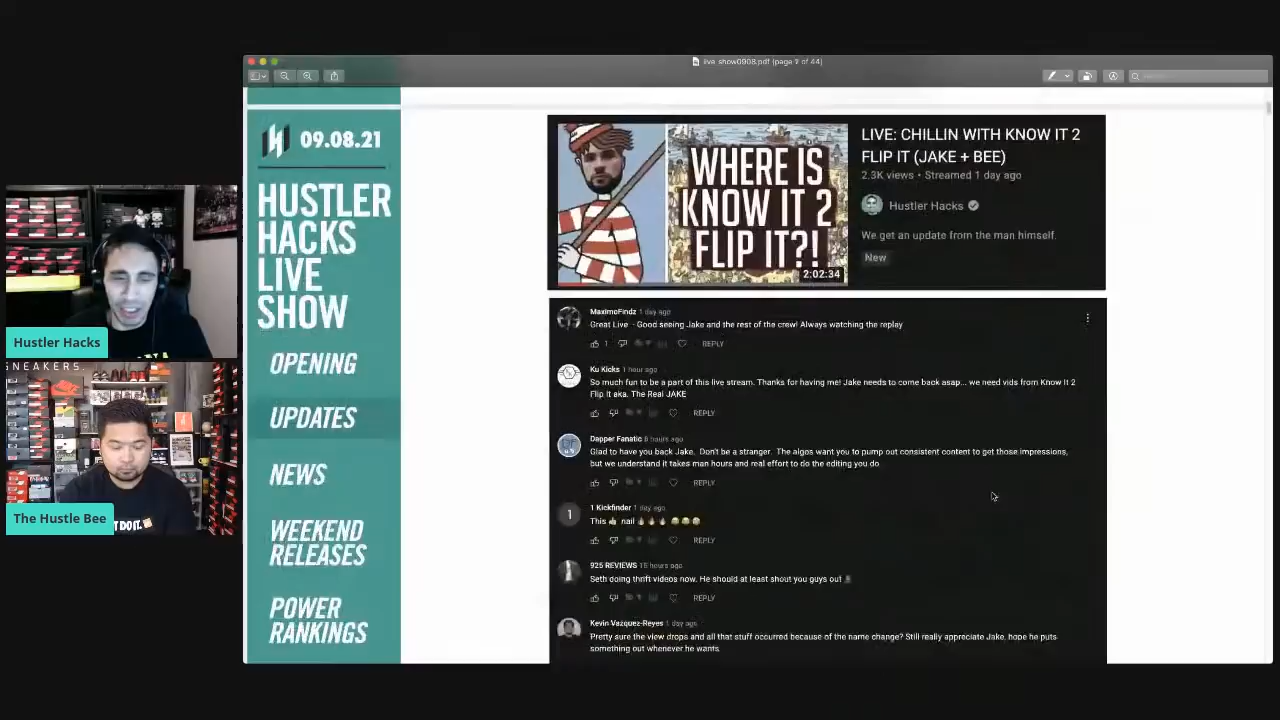 live_show0908.pdf (page 9 of 44)
09.08.21
HUSTLER
HACKS
LIVE
SHOW
OPENING
UPDATES
NEWS
WEEKEND
RELEASES
POWER
RANKINGS
SNEAKERS.
Hustler Hacks
The Hustle Bee
WHERE IS
KNOW IT 2
FLIP IT?!
2:02:34
LIVE: CHILLIN WITH KNOW IT 2
FLIP IT (JAKE + BEE)
2.3K views • Streamed 1 day ago
Hustler Hacks
We get an update from the man himself.
New
MaximoFindz 1 day ago
Great Live - Good seeing Jake and the rest of the crew! Always watching the replay
1 REPLY
Ku Kicks 1 hour ago
So much fun to be a part of this live stream. Thanks for having me! Jake needs to come back asap... we need vids from Know It 2
Flip It aka. The Real JAKE
REPLY
Dapper Fanatic 8 hours ago
Glad to have you back Jake. Don't be a stranger. The algos want you to pump out consistent content to get those impressions,
but we understand it takes man hours and real effort to do the editing you do
REPLY
1
1 Kickfinder 1 day ago
This 👍 nail 🔥🔥🔥 😂😂😂
REPLY
925 REVIEWS 15 hours ago
Seth doing thrift videos now. He should at least shout you guys out
REPLY
Kevin Vazquez-Reyes 1 day ago
Pretty sure the view drops and all that stuff occurred because of the name change? Still really appreciate Jake, hope he puts
something out whenever he wants